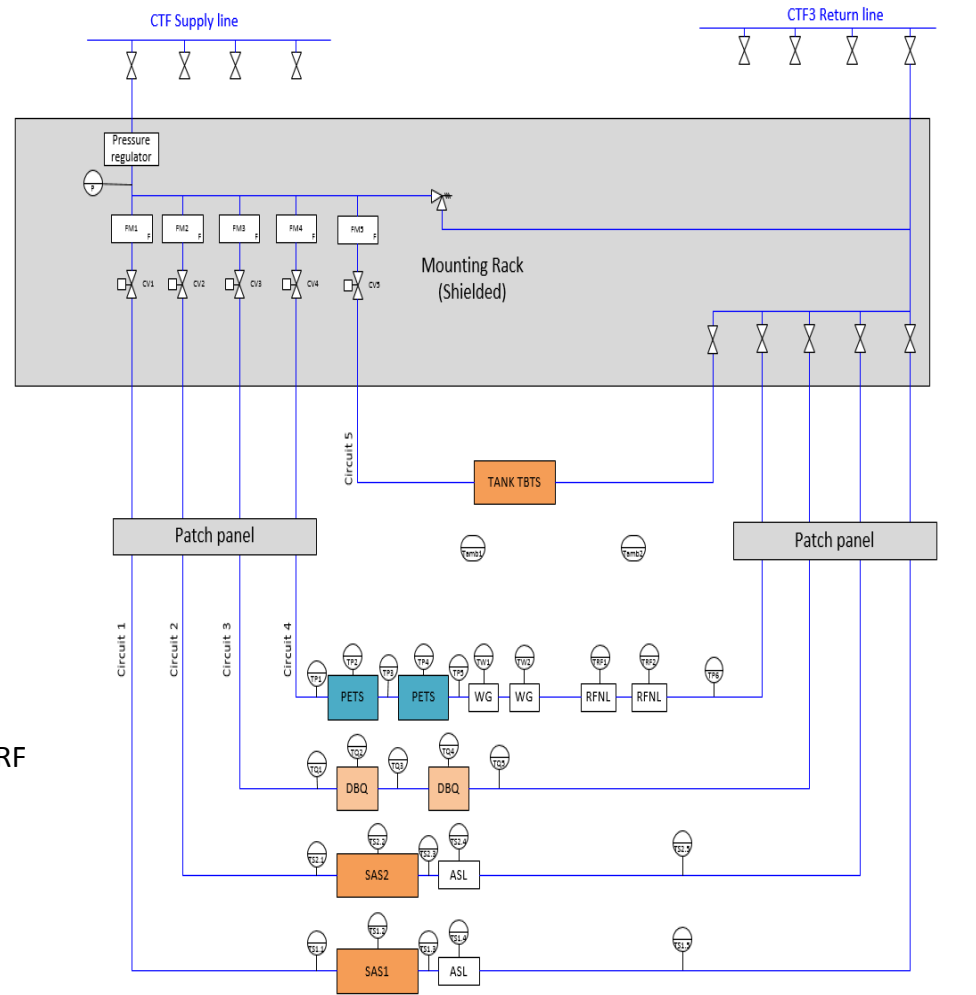 CTF Supply line
CTF3 Return line
Pressure
regulator
P
FM1 F
FM2 F
FM3 F
FM4 F
FM5 F
CV1
CV2
CV3
CV4
CV5
Mounting Rack
(Shielded)
Circuit 5
TANK TBTS
Patch panel
Patch panel
Tamb1
Tamb2
Circuit 1
Circuit 2
Circuit 3
Circuit 4
TP1
TP2
TP3
TP4
TP5
TW1
TW2
TRF1
TRF2
TP6
PETS
PETS
WG
WG
RFNL
RFNL
RF
TQ1
TQ2
TQ3
TQ4
TQ5
DBQ
DBQ
TS2.1
TS2.2
TS2.3
TS2.4
TS2.5
SAS2
ASL
TS1.1
TS1.2
TS1.3
TS1.4
TS1.5
SAS1
ASL